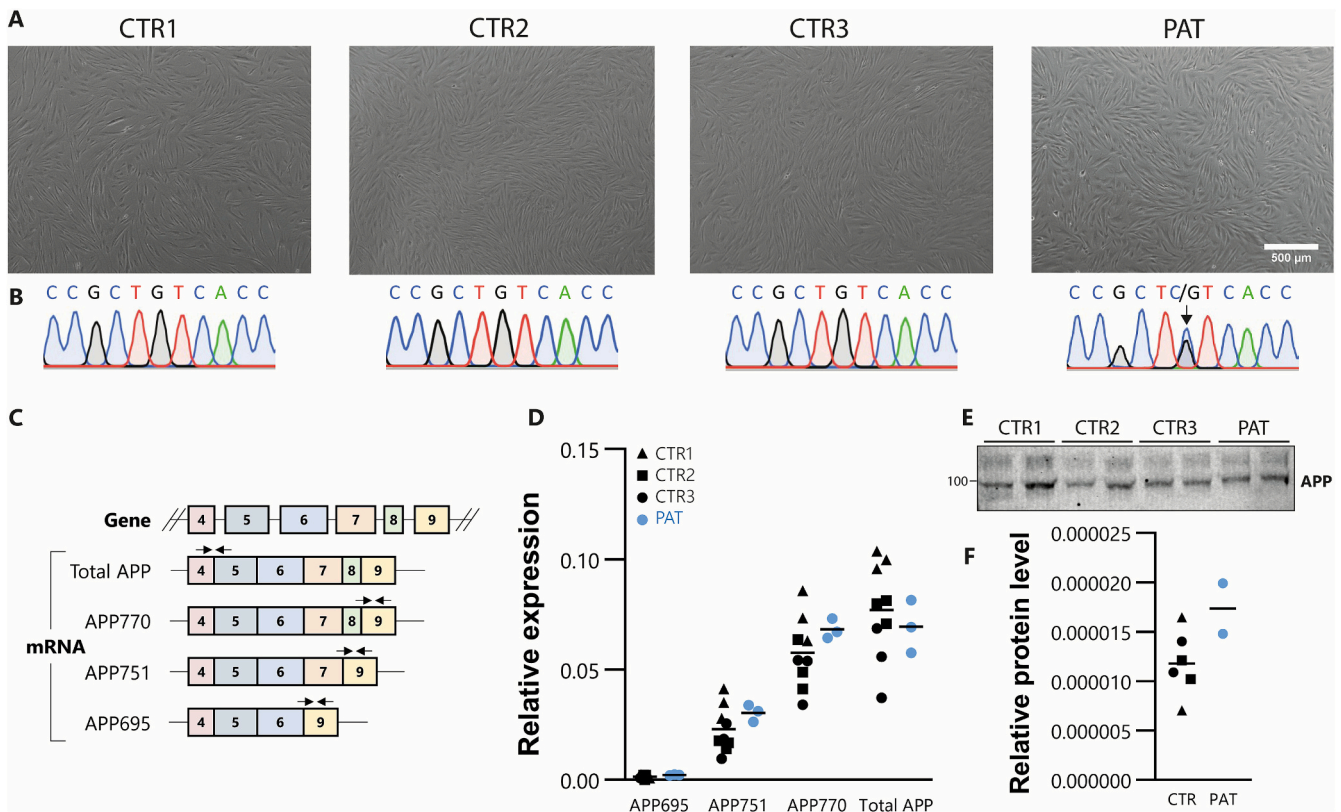 A
CTR1 CTR2 CTR3 PAT
500 µm
B
C C G C T G T C A C C
C C G C T G T C A C C
C C G C T G T C A C C
C C G C T C/G T C A C C
C
Gene 4 5 6 7 8 9
mRNA
Total APP 4 5 6 7 8 9
APP770 4 5 6 7 8 9
APP751 4 5 6 7 9
APP695 4 5 6 9
D
Relative expression
0.15
0.10
0.05
0.00
CTR1
CTR2
CTR3
PAT
APP695 APP751 APP770 Total APP
E
CTR1 CTR2 CTR3 PAT
100
APP
F
Relative protein level
0.000025
0.000020
0.000015
0.000010
0.000005
0.000000
CTR PAT